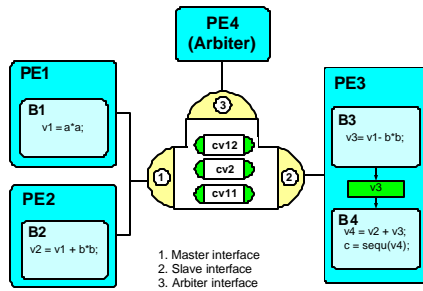 PE4
(Arbiter)
PE1
B1
v1 = a*a;
PE2
B2
v2 = v1 + b*b;
3
cv12
cv2
cv11
1
2
PE3
B3
v3= v1- b*b;
v3
B4
v4 = v2 + v3;
c = sequ(v4);
1. Master interface
2. Slave interface
3. Arbiter interface